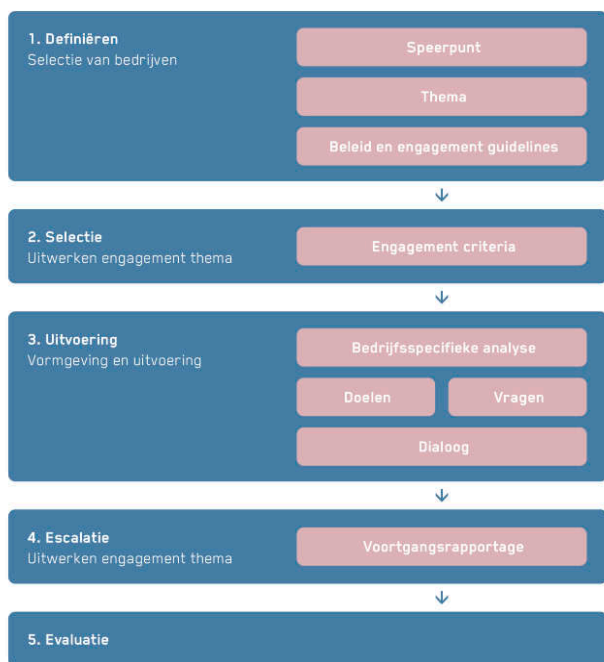 1. Definiëren
Selectie van bedrijven
Speerpunt
Thema
Beleid en engagement guidelines
2. Selectie
Uitwerken engagement thema
Engagement criteria
3. Uitvoering
Vormgeving en uitvoering
Bedrijfsspecifieke analyse
Doelen
Vragen
Dialoog
4. Escalatie
Uitwerken engagement thema
Voortgangsrapportage
5. Evaluatie